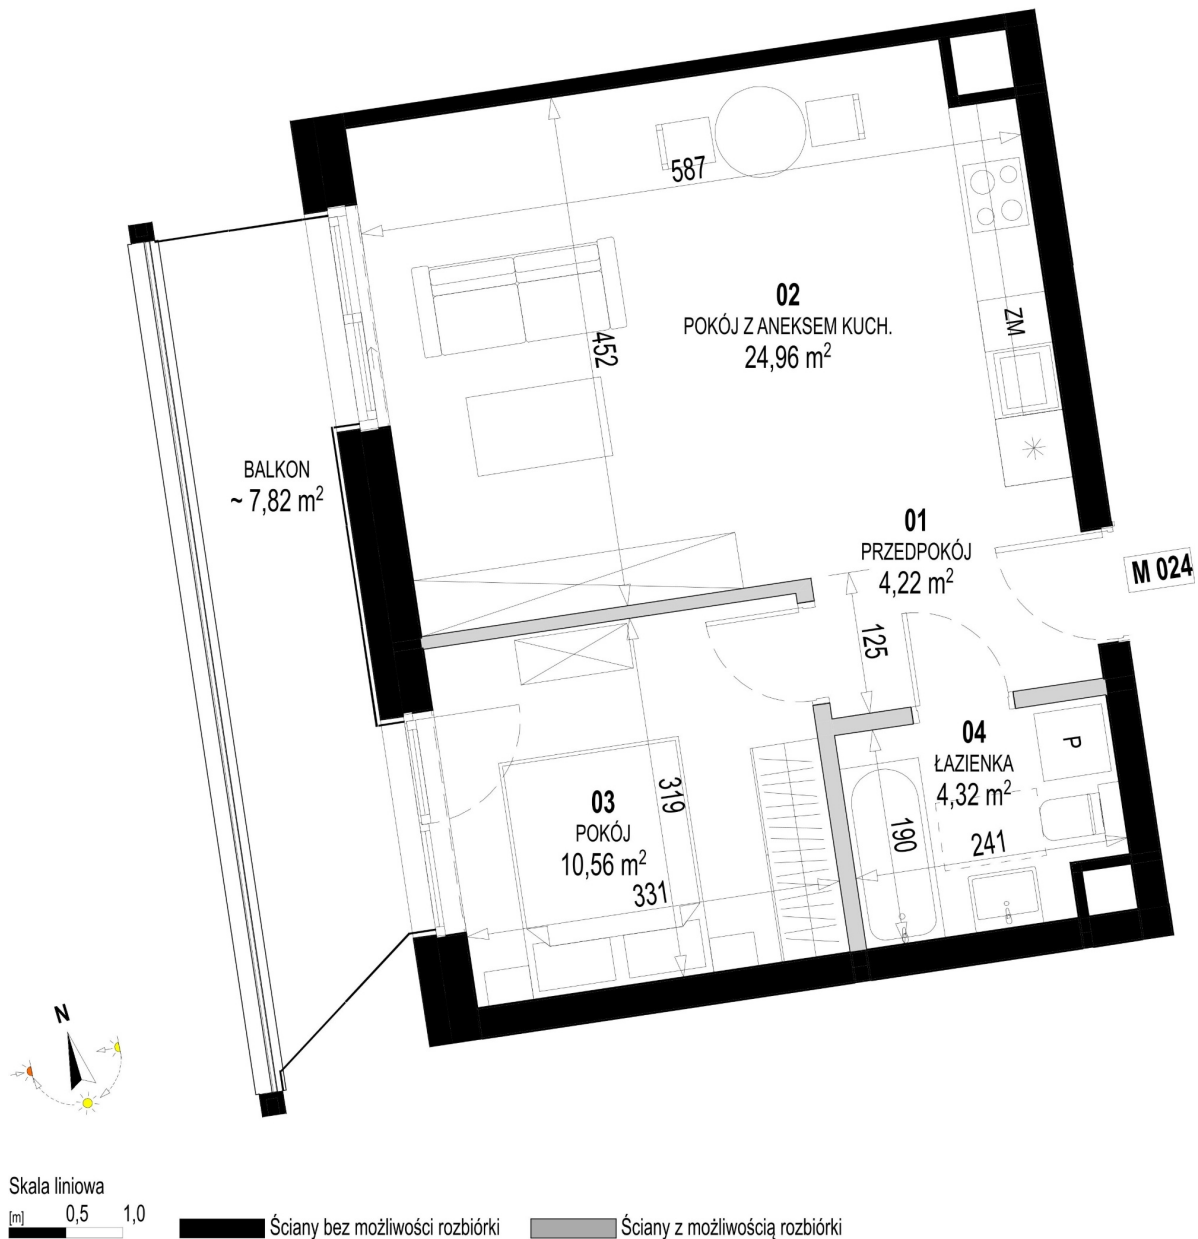 587
02
POKÓJ Z ANEKSEM KUCH.
24,96 m²
ZM
452
BALKON
~ 7,82 m²
01
PRZEDPOKÓJ
4,22 m²
M 024
125
04
ŁAZIENKA
4,32 m²
P
03
POKÓJ
10,56 m²
319
190
241
331
N
Skala liniowa
[m] 0,5 1,0
Ściany bez możliwości rozbiórki
Ściany z możliwością rozbiórki